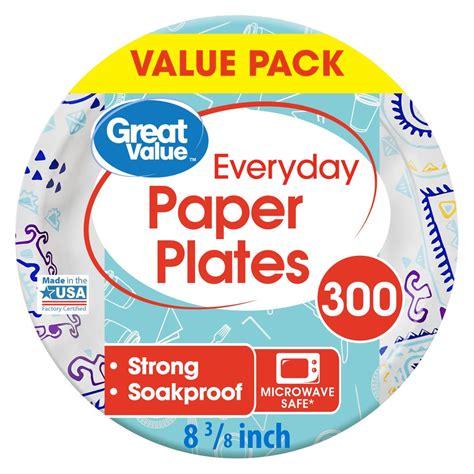 VALUE PACK
Great
Value™
Everyday
Paper
Plates
300
Made in the
USA
Factory Certified
• Strong
• Soakproof
MICROWAVE
SAFE*
8 3/8 inch